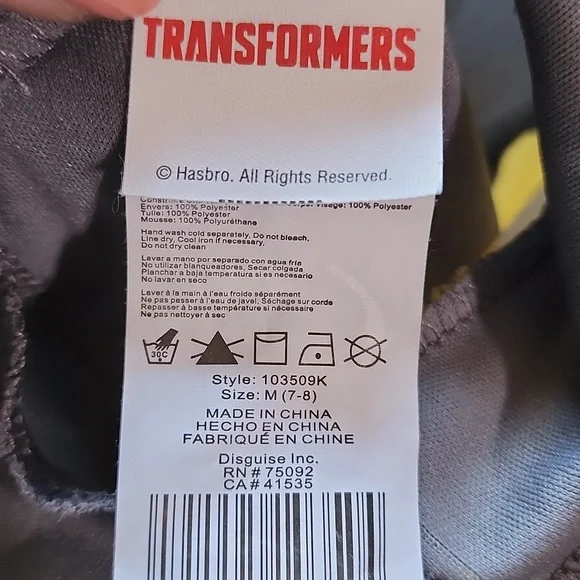 TRANSFORMERS
© Hasbro. All Rights Reserved.
Visage: 100% Polyester
Envers: 100% Polyester
Tulle: 100% Polyester
Mousse: 100% Polyuréthane
Hand wash cold separately, Do not bleach,
Line dry, Cool iron if necessary,
Do not dry clean
Lavar a mano por separado con agua fría
No utilizar blanqueadores, Secar colgada
Planchar a baja temperatura si es necesario
No lavar en seco
Laver à la main à l'eau froide séparément
Ne pas passer à l'eau de javel, Séchage sur corde
Repasser à basse température si nécessaire
Ne pas nettoyer à sec
30C
Style: 103509K
Size: M (7-8)
MADE IN CHINA
HECHO EN CHINA
FABRIQUÉ EN CHINE
Disguise Inc.
RN # 75092
CA # 41535